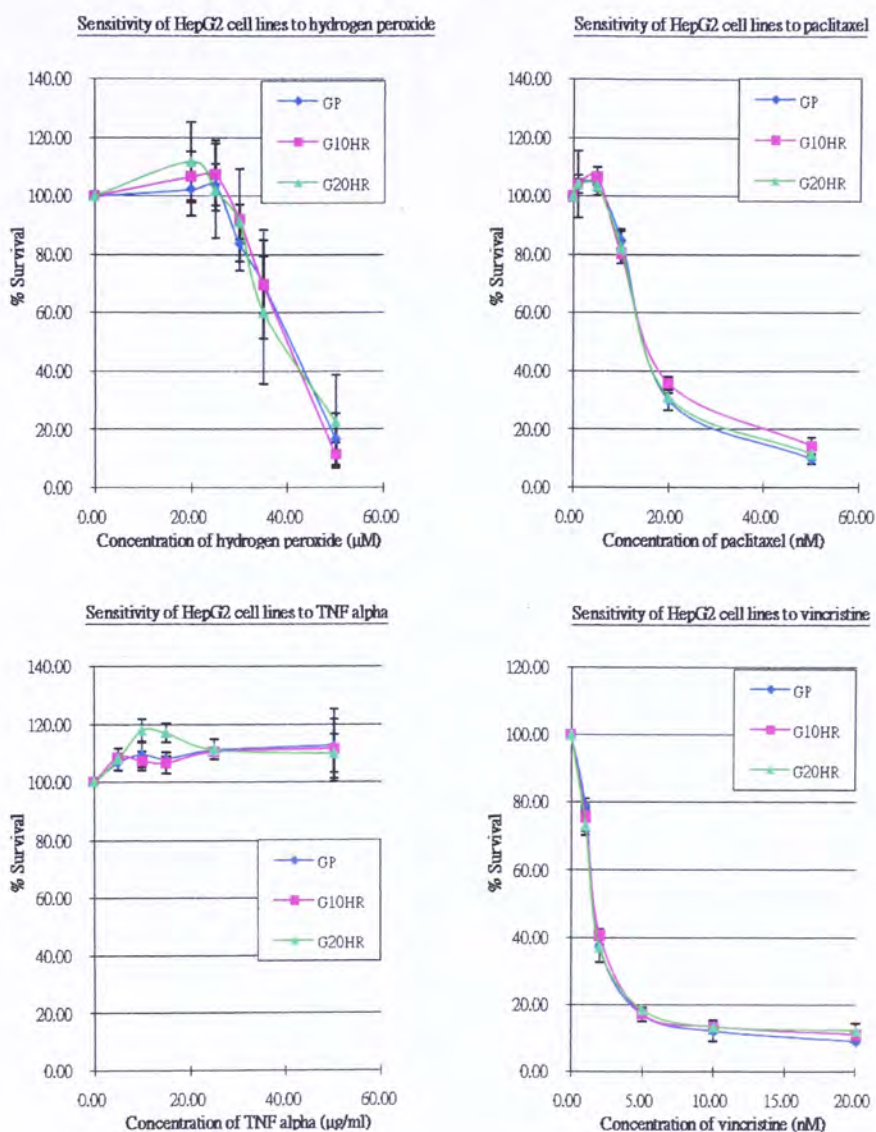 Sensitivity of HepG2 cell lines to hydrogen peroxide
140.00
120.00
100.00
80.00
60.00
40.00
20.00
0.00
% Survival
GP
G10HR
G20HR
0.00 20.00 40.00 60.00
Concentration of hydrogen peroxide (μM)
Sensitivity of HepG2 cell lines to paclitaxel
140.00
120.00
100.00
80.00
60.00
40.00
20.00
0.00
% Survival
GP
G10HR
G20HR
0.00 20.00 40.00 60.00
Concentration of paclitaxel (nM)
Sensitivity of HepG2 cell lines to TNF alpha
140.00
120.00
100.00
80.00
60.00
40.00
20.00
0.00
% Survival
GP
G10HR
G20HR
0.00 20.00 40.00 60.00
Concentration of TNF alpha (μg/ml)
Sensitivity of HepG2 cell lines to vincristine
120.00
100.00
80.00
60.00
40.00
20.00
0.00
% Survival
GP
G10HR
G20HR
0.00 5.00 10.00 15.00 20.00
Concentration of vincristine (nM)